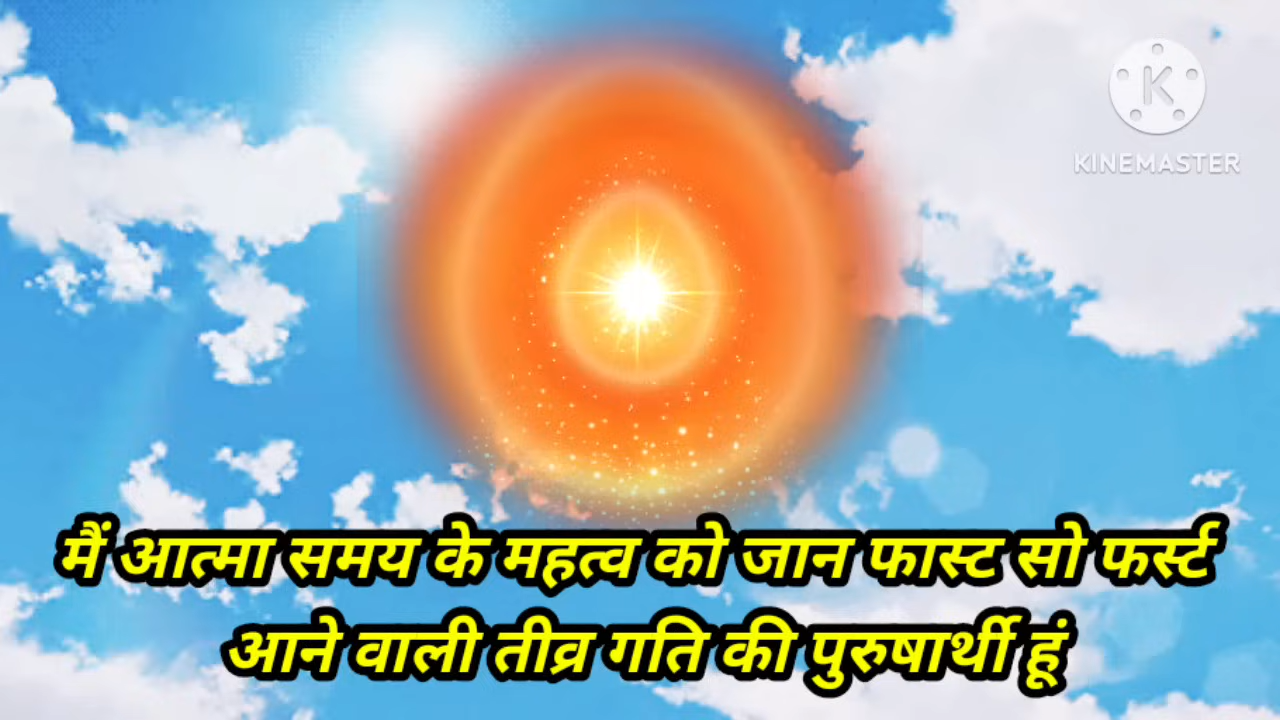 KINEMASTER
मैं आत्मा समय के महत्व को जान फास्ट सो फर्स्ट
आने वाली तीव्र गति की पुरुषार्थी हूं